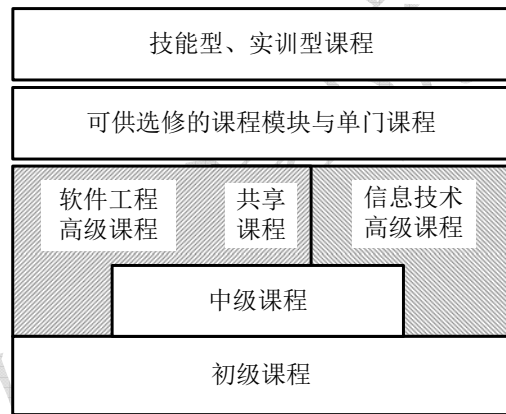 技能型、实训型课程
可供选修的课程模块与单门课程
软件工程
高级课程
共享
课程
信息技术
高级课程
中级课程
初级课程